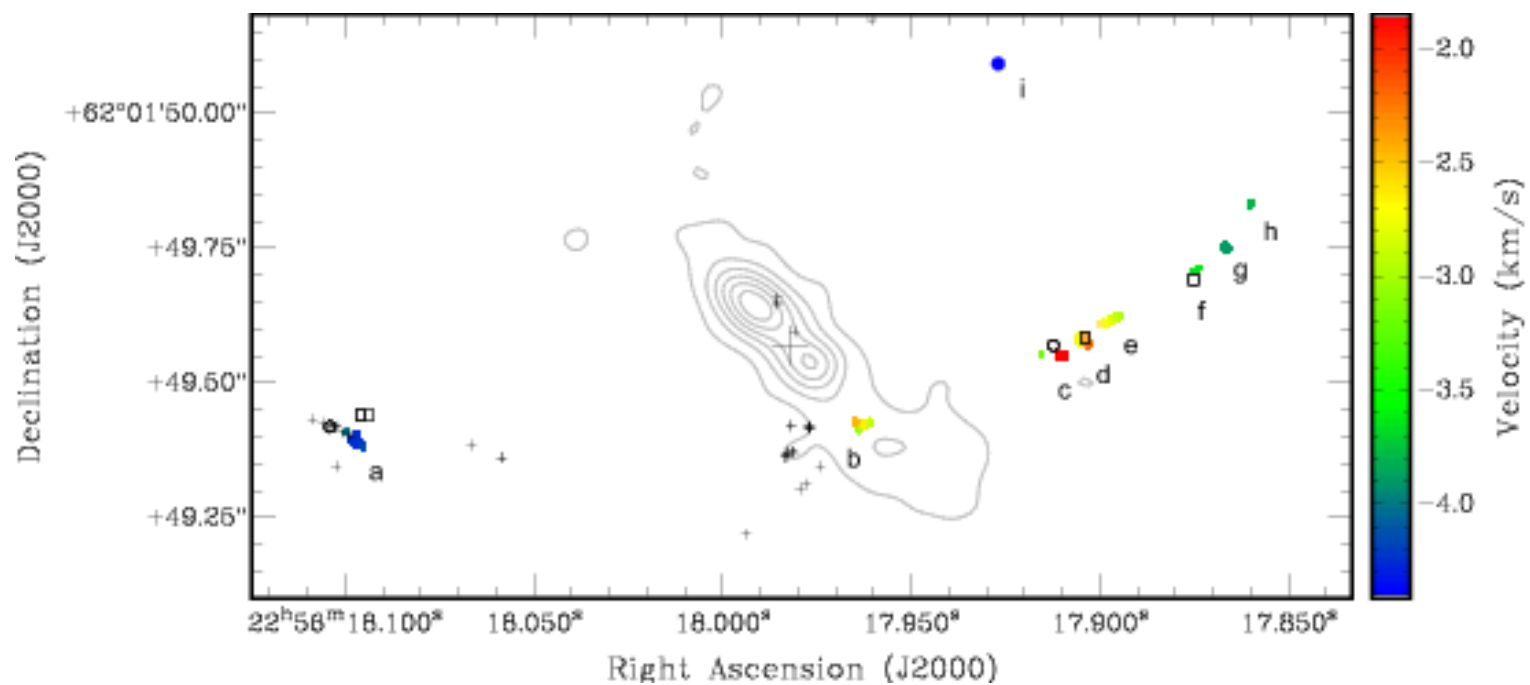 Declination (J2000)
+62°01'50.00"
+49.75"
+49.50"
+49.25"
22ʰ56ᵐ18.100ˢ
18.050ˢ
18.000ˢ
17.950ˢ
17.900ˢ
17.850ˢ
Right Ascension (J2000)
a
b
c
d
e
f
g
h
i
−2.0
−2.5
−3.0
−3.5
−4.0
Velocity (km/s)